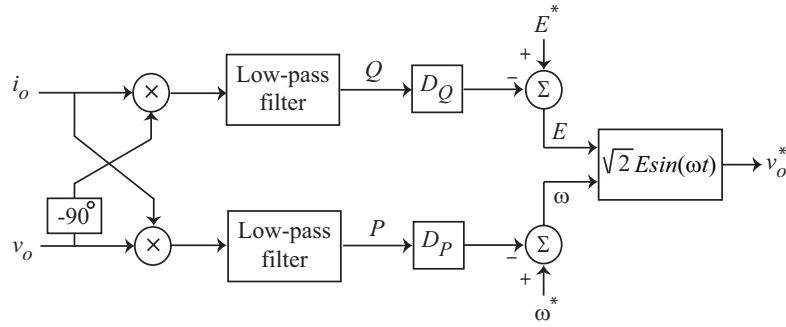 E*
+
i_o
×
Low-pass
filter
Q
D_Q
−
Σ
E
√2 Esin(ωt)
v_o*
-90°
ω
v_o
×
Low-pass
filter
P
D_P
−
Σ
+
ω*